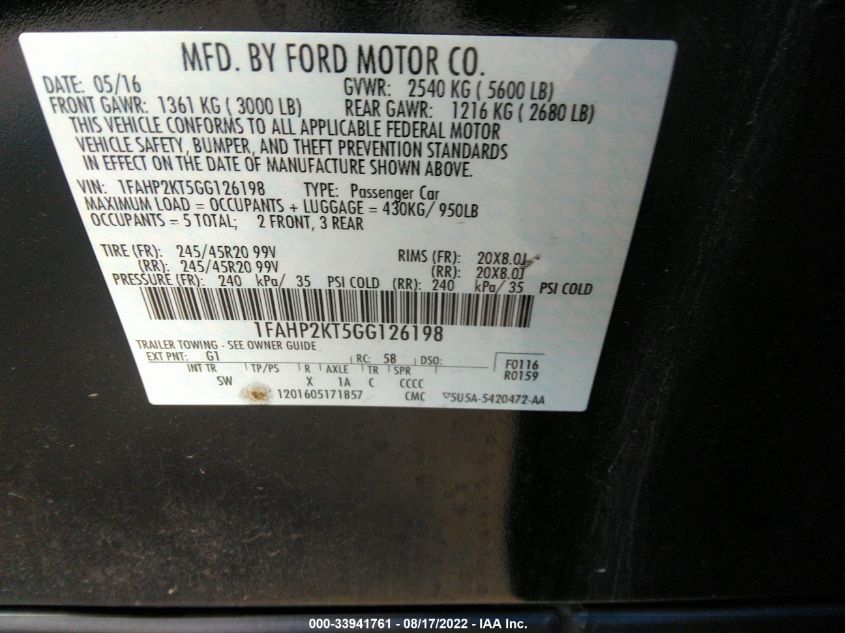 MFD. BY FORD MOTOR CO.
DATE: 05/16 GVWR: 2540 KG ( 5600 LB)
FRONT GAWR: 1361 KG ( 3000 LB) REAR GAWR: 1216 KG ( 2680 LB)
THIS VEHICLE CONFORMS TO ALL APPLICABLE FEDERAL MOTOR
VEHICLE SAFETY, BUMPER, AND THEFT PREVENTION STANDARDS
IN EFFECT ON THE DATE OF MANUFACTURE SHOWN ABOVE.
VIN: 1FAHP2KT5GG126198 TYPE: Passenger Car
MAXIMUM LOAD = OCCUPANTS + LUGGAGE = 430KG/ 950LB
OCCUPANTS = 5 TOTAL; 2 FRONT, 3 REAR
TIRE (FR): 245/45R20 99V RIMS (FR): 20X8.0J
(RR): 245/45R20 99V (RR): 20X8.0J
PRESSURE (FR): 240 kPa/ 35 PSI COLD (RR): 240 kPa/ 35 PSI COLD
1FAHP2KT5GG126198
TRAILER TOWING - SEE OWNER GUIDE
EXT PNT: G1 RC: 58 DSO: F0116
INT TR TP/PS R AXLE TR SPR R0159
SW X 1A C CCCC
1201605171857 CMC ▽5U5A-5420472-AA
000-33941761 - 08/17/2022 - IAA Inc.